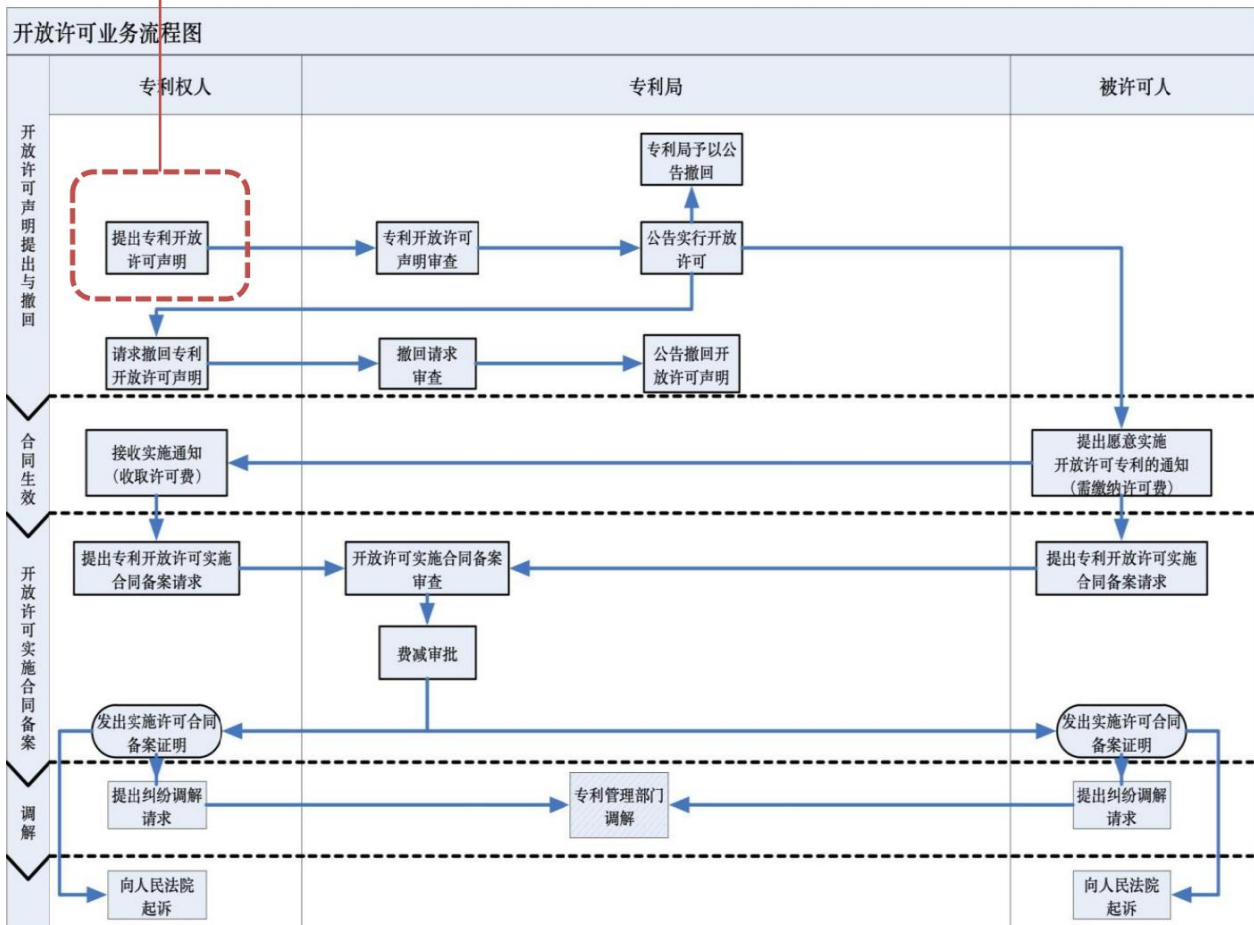 开放许可业务流程图
专利权人
专利局
被许可人
开放许可声明提出与撤回
专利局予以公
告撤回
提出专利开放
许可声明
专利开放许可
声明审查
公告实行开放
许可
请求撤回专利
开放许可声明
撤回请求
审查
公告撤回开
放许可声明
合同生效
接收实施通知
（收取许可费）
提出愿意实施
开放许可专利的通知
（需缴纳许可费）
开放许可实施合同备案
提出专利开放许可实施
合同备案请求
开放许可实施合同备案
审查
提出专利开放许可实施
合同备案请求
费减审批
发出实施许可合同
备案证明
发出实施许可合同
备案证明
调解
提出纠纷调解
请求
专利管理部门
调解
提出纠纷调解
请求
向人民法院
起诉
向人民法院
起诉